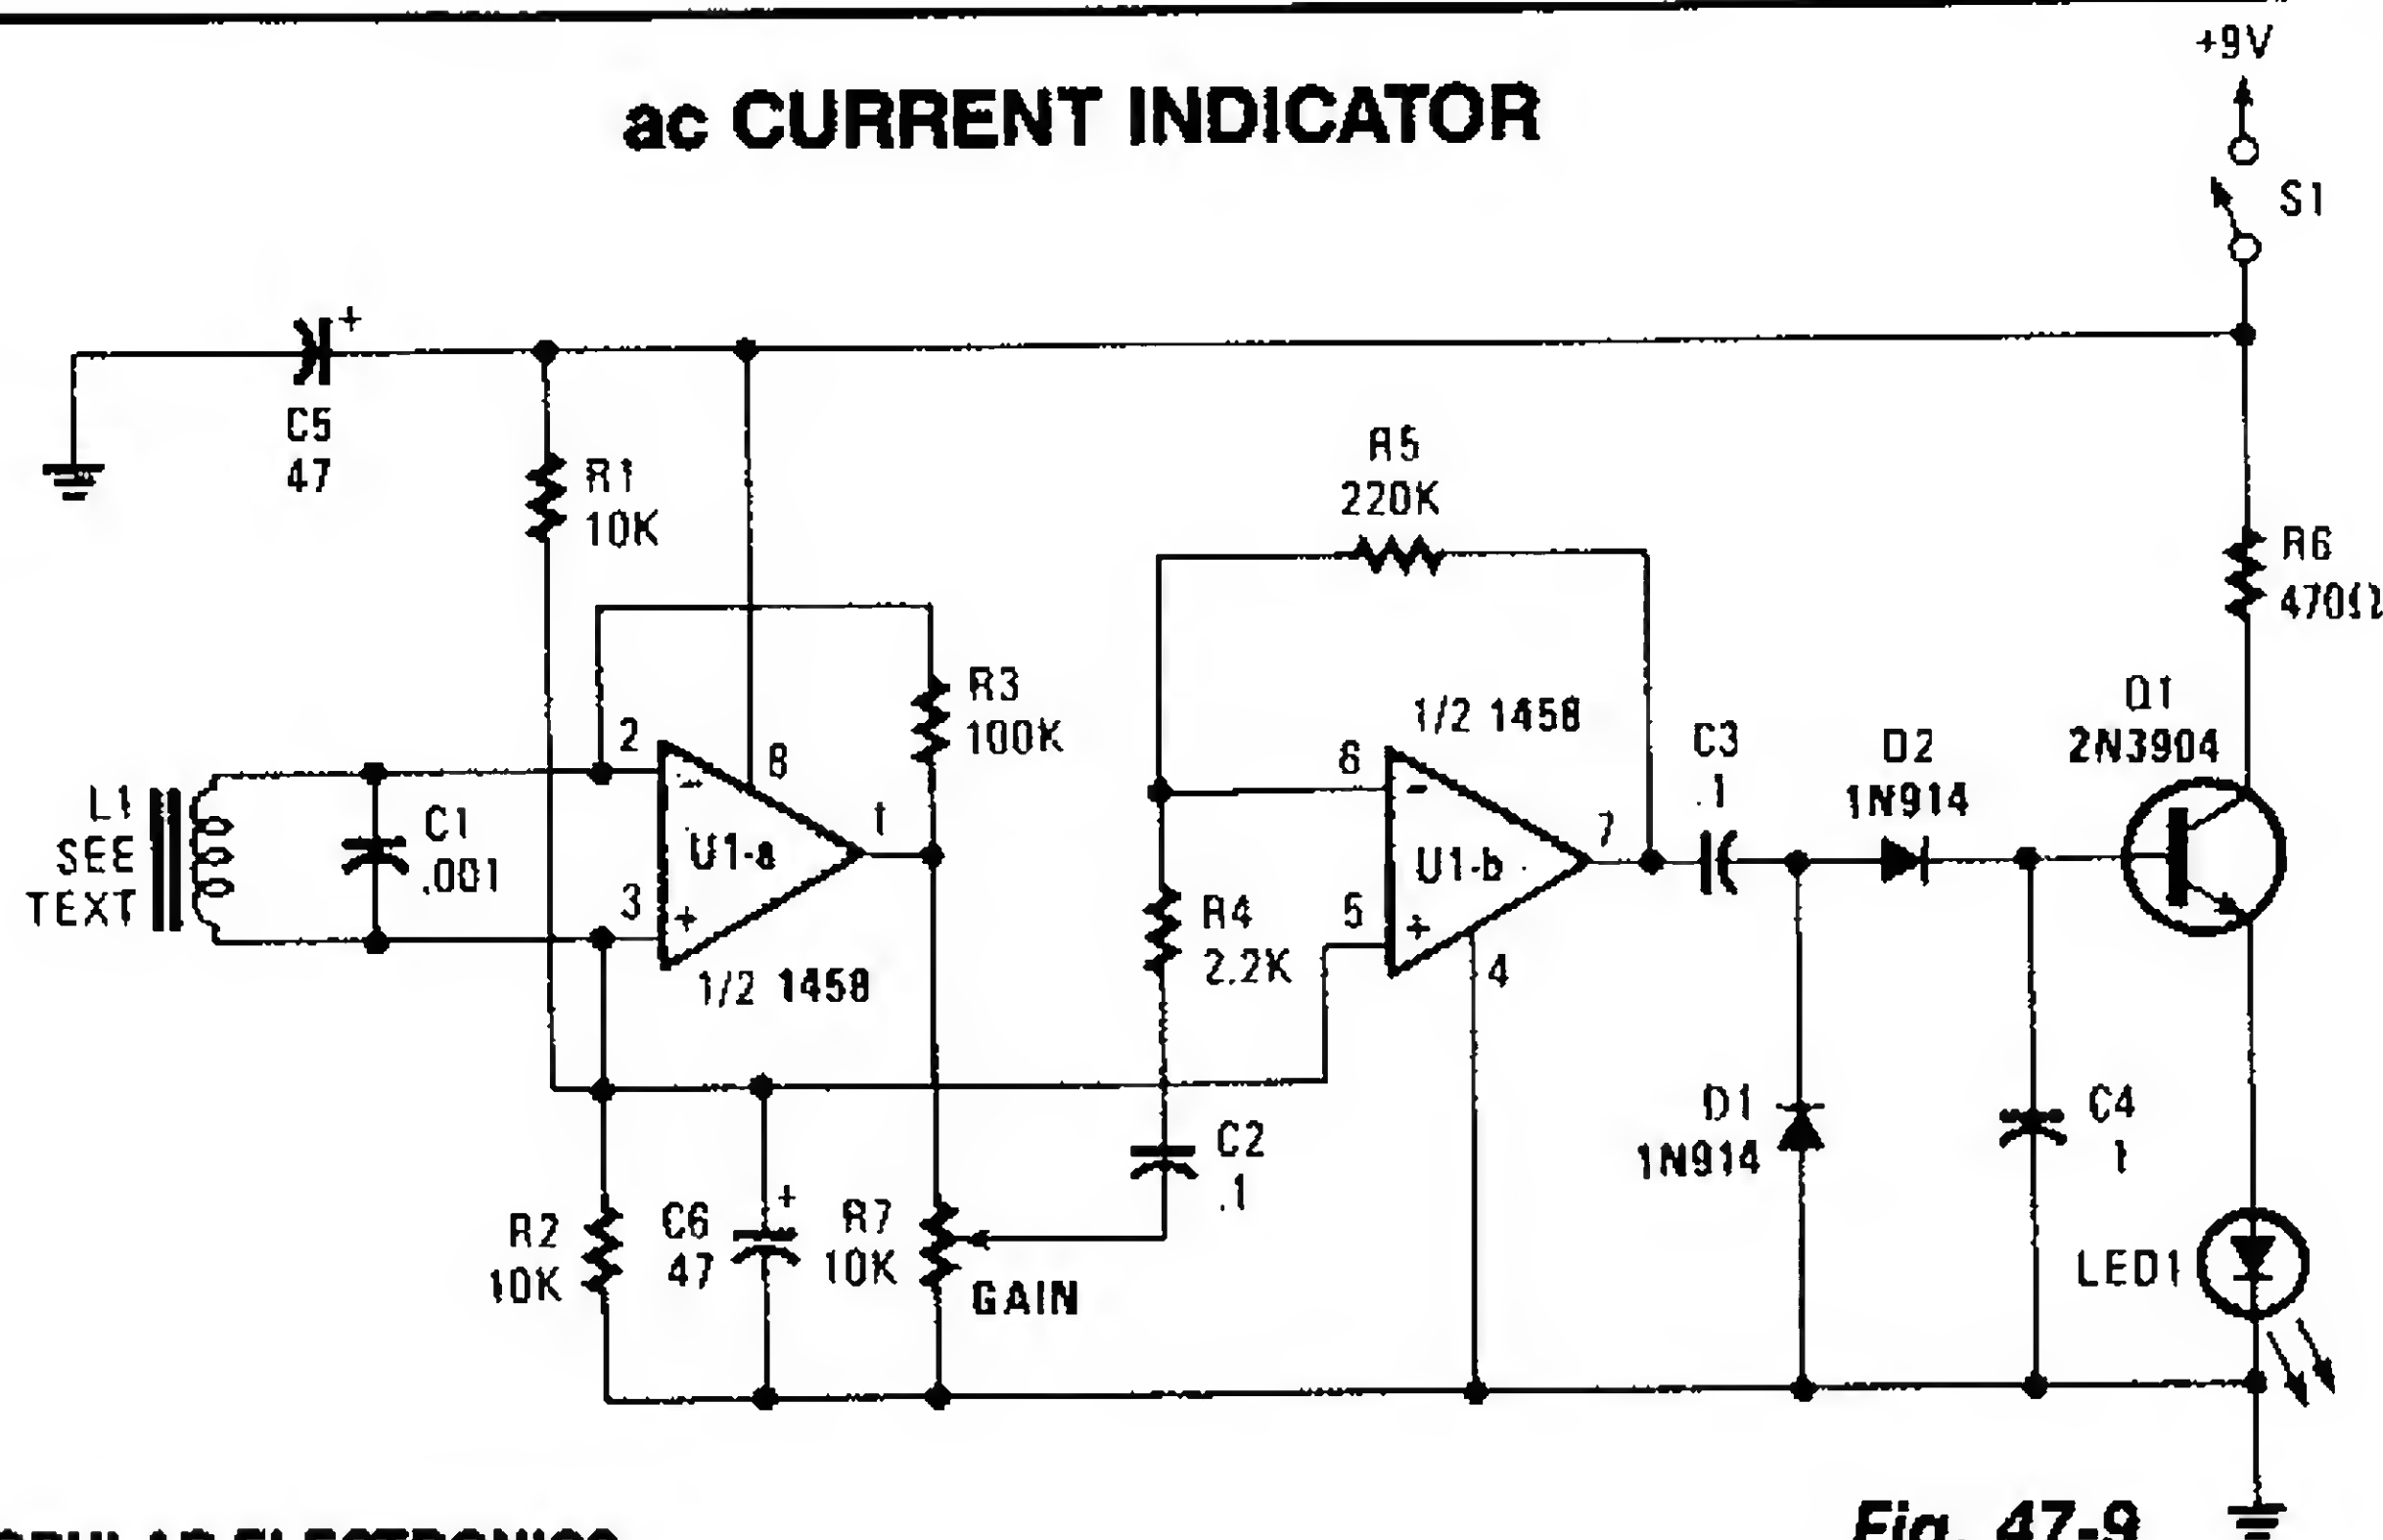 +9V
ac CURRENT INDICATOR
S1
+
C5
47
R1
10K
R5
220K
R6
470Ω
R3
100K
Q1
2N3904
1/2 1458
2
8
1
6
7
C3
.1
D2
1N914
L1
SEE
TEXT
C1
.001
-
U1-a
+
3
-
U1-b
+
5
4
R4
2.2K
1/2 1458
C2
.1
D1
1N914
C4
1
R2
10K
C6
47
+
R7
10K
GAIN
LED1
Fig. 47-9